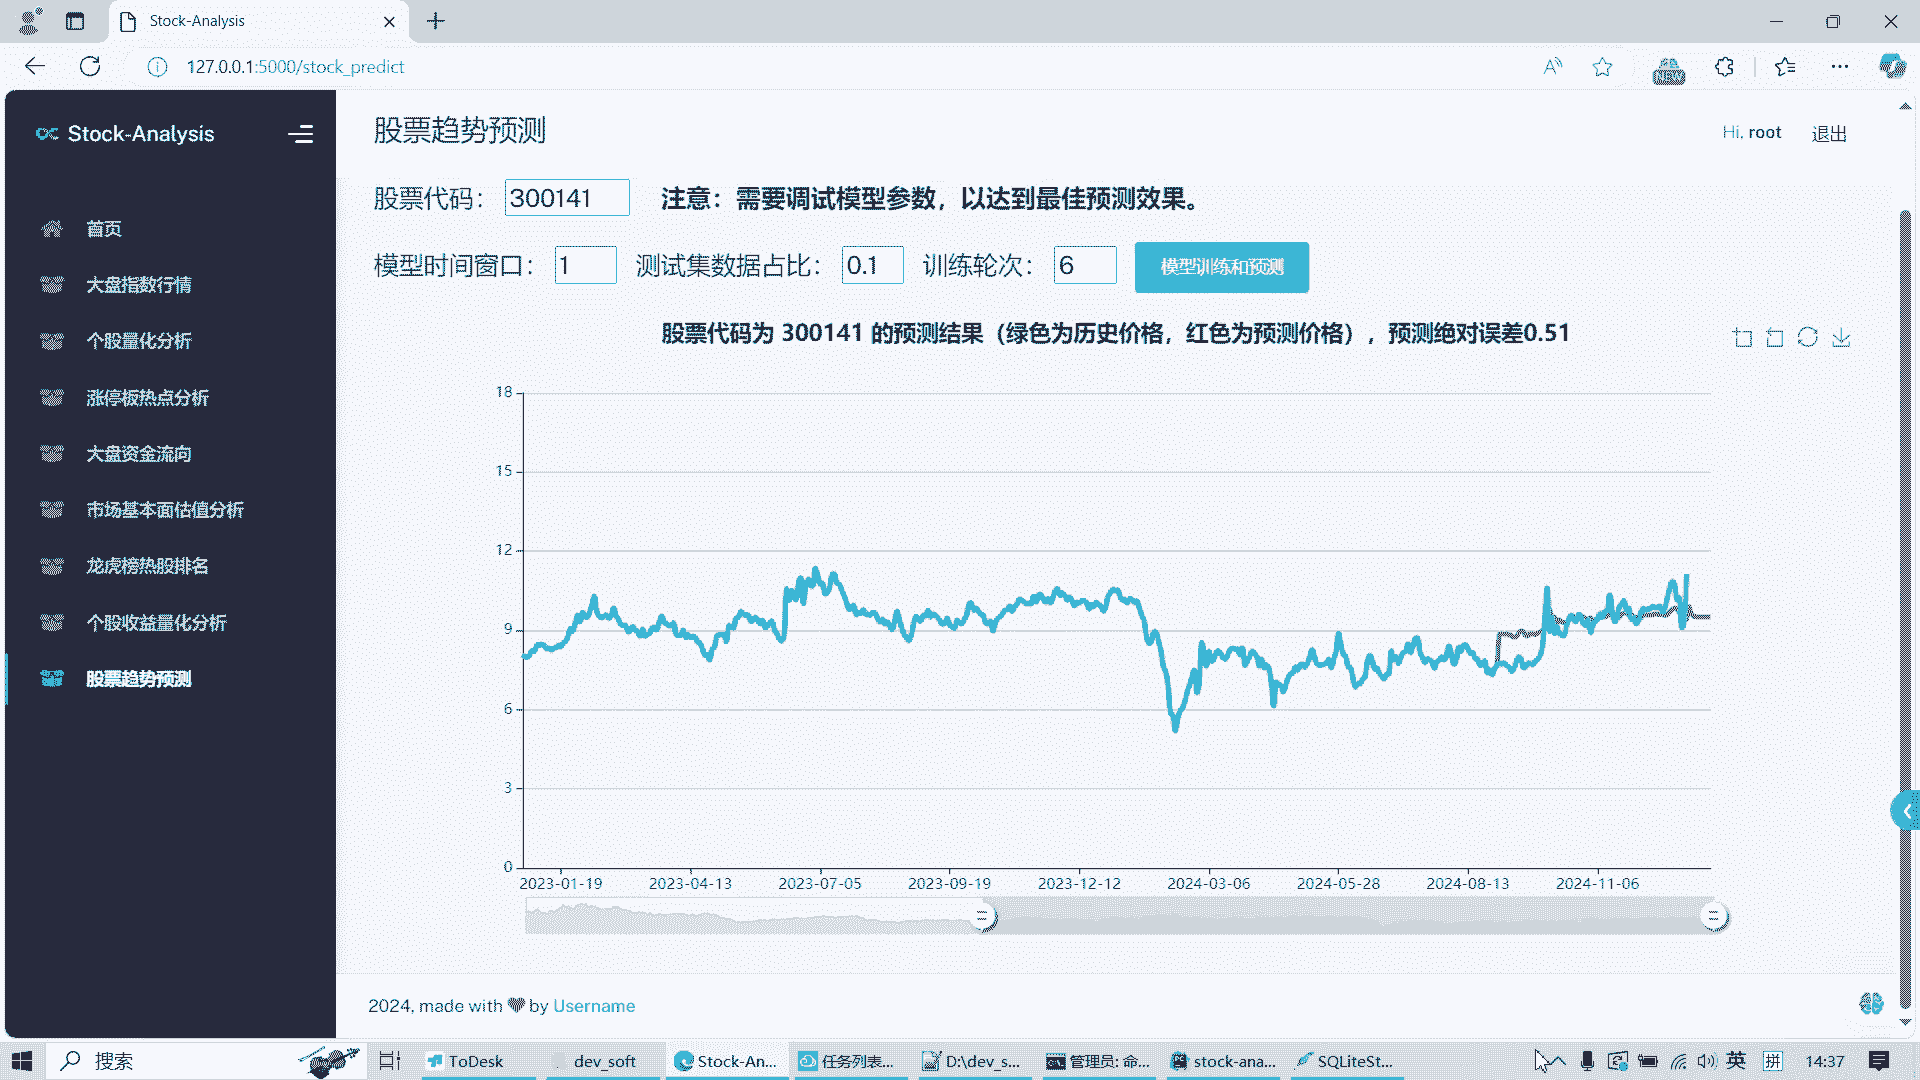 Stock-Analysis
127.0.0.1:5000/stock_predict
NEW
Stock-Analysis
首页
大盘指数行情
个股量化分析
涨停板热点分析
大盘资金流向
市场基本面估值分析
龙虎榜热股排名
个股收益量化分析
股票趋势预测
股票趋势预测
Hi, root 退出
股票代码： 300141 注意：需要调试模型参数，以达到最佳预测效果。
模型时间窗口： 1 测试集数据占比： 0.1 训练轮次： 6 模型训练和预测
股票代码为 300141 的预测结果（绿色为历史价格，红色为预测价格），预测绝对误差0.51
18
15
12
9
6
3
0
2023-01-19 2023-04-13 2023-07-05 2023-09-19 2023-12-12 2024-03-06 2024-05-28 2024-08-13 2024-11-06
2024, made with by Username
搜索 ToDesk dev_soft Stock-An... 任务列表... D:\dev_s... 管理员: 命... stock-ana... SQLiteSt... 英 拼 14:37